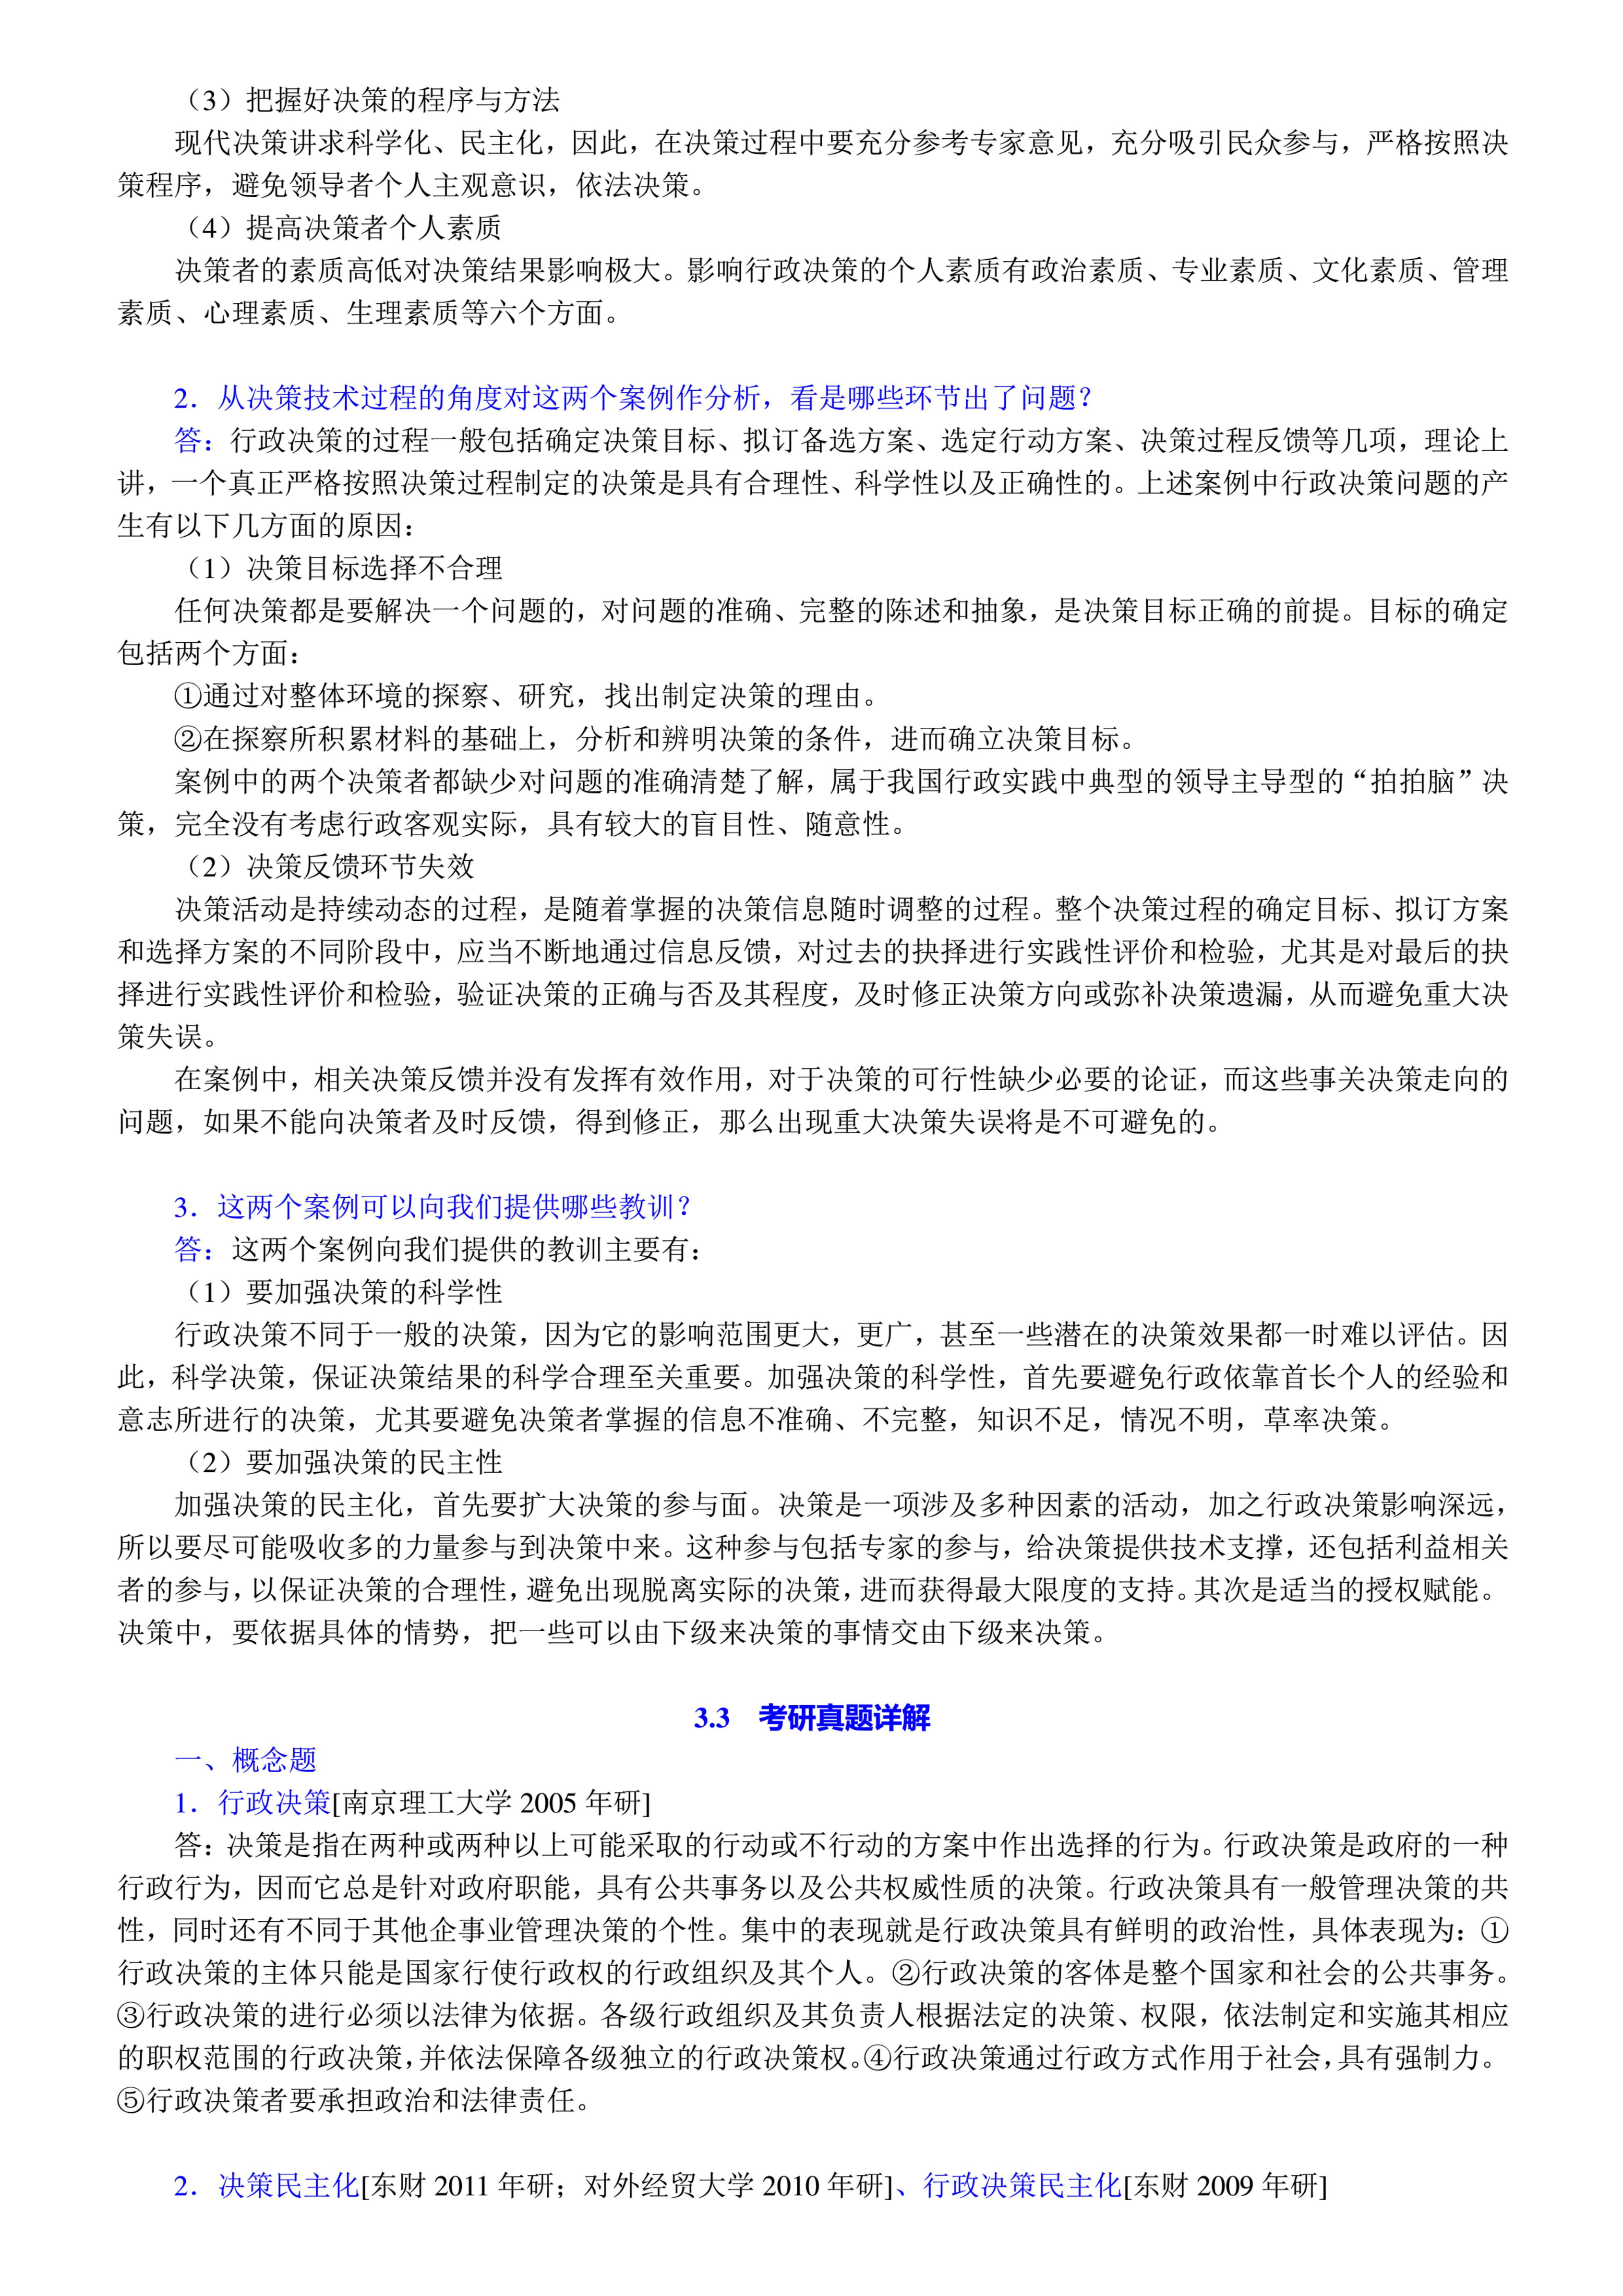 （3）把握好决策的程序与方法
现代决策讲求科学化、民主化，因此，在决策过程中要充分参考专家意见，充分吸引民众参与，严格按照决
策程序，避免领导者个人主观意识，依法决策。
（4）提高决策者个人素质
决策者的素质高低对决策结果影响极大。影响行政决策的个人素质有政治素质、专业素质、文化素质、管理
素质、心理素质、生理素质等六个方面。
2．从决策技术过程的角度对这两个案例作分析，看是哪些环节出了问题？
答：行政决策的过程一般包括确定决策目标、拟订备选方案、选定行动方案、决策过程反馈等几项，理论上
讲，一个真正严格按照决策过程制定的决策是具有合理性、科学性以及正确性的。上述案例中行政决策问题的产
生有以下几方面的原因：
（1）决策目标选择不合理
任何决策都是要解决一个问题的，对问题的准确、完整的陈述和抽象，是决策目标正确的前提。目标的确定
包括两个方面：
①通过对整体环境的探察、研究，找出制定决策的理由。
②在探察所积累材料的基础上，分析和辨明决策的条件，进而确立决策目标。
案例中的两个决策者都缺少对问题的准确清楚了解，属于我国行政实践中典型的领导主导型的“拍拍脑”决
策，完全没有考虑行政客观实际，具有较大的盲目性、随意性。
（2）决策反馈环节失效
决策活动是持续动态的过程，是随着掌握的决策信息随时调整的过程。整个决策过程的确定目标、拟订方案
和选择方案的不同阶段中，应当不断地通过信息反馈，对过去的抉择进行实践性评价和检验，尤其是对最后的抉
择进行实践性评价和检验，验证决策的正确与否及其程度，及时修正决策方向或弥补决策遗漏，从而避免重大决
策失误。
在案例中，相关决策反馈并没有发挥有效作用，对于决策的可行性缺少必要的论证，而这些事关决策走向的
问题，如果不能向决策者及时反馈，得到修正，那么出现重大决策失误将是不可避免的。
3．这两个案例可以向我们提供哪些教训？
答：这两个案例向我们提供的教训主要有：
（1）要加强决策的科学性
行政决策不同于一般的决策，因为它的影响范围更大，更广，甚至一些潜在的决策效果都一时难以评估。因
此，科学决策，保证决策结果的科学合理至关重要。加强决策的科学性，首先要避免行政依靠首长个人的经验和
意志所进行的决策，尤其要避免决策者掌握的信息不准确、不完整，知识不足，情况不明，草率决策。
（2）要加强决策的民主性
加强决策的民主化，首先要扩大决策的参与面。决策是一项涉及多种因素的活动，加之行政决策影响深远，
所以要尽可能吸收多的力量参与到决策中来。这种参与包括专家的参与，给决策提供技术支撑，还包括利益相关
者的参与，以保证决策的合理性，避免出现脱离实际的决策，进而获得最大限度的支持。其次是适当的授权赋能。
决策中，要依据具体的情势，把一些可以由下级来决策的事情交由下级来决策。
3.3 考研真题详解
一、概念题
1．行政决策[南京理工大学 2005 年研]
答：决策是指在两种或两种以上可能采取的行动或不行动的方案中作出选择的行为。行政决策是政府的一种
行政行为，因而它总是针对政府职能，具有公共事务以及公共权威性质的决策。行政决策具有一般管理决策的共
性，同时还有不同于其他企事业管理决策的个性。集中的表现就是行政决策具有鲜明的政治性，具体表现为：①
行政决策的主体只能是国家行使行政权的行政组织及其个人。②行政决策的客体是整个国家和社会的公共事务。
③行政决策的进行必须以法律为依据。各级行政组织及其负责人根据法定的决策、权限，依法制定和实施其相应
的职权范围的行政决策，并依法保障各级独立的行政决策权。④行政决策通过行政方式作用于社会，具有强制力。
⑤行政决策者要承担政治和法律责任。
2．决策民主化[东财 2011 年研；对外经贸大学 2010 年研]、行政决策民主化[东财 2009 年研]